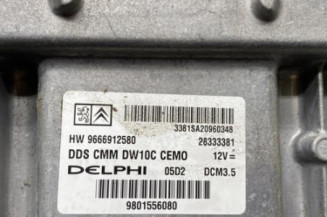 3381SA20960348
HW 9666912580 28333381
DDS CMM DW10C CEMO 12V=
DELPHI 05D2 DCM3.5
9801556080